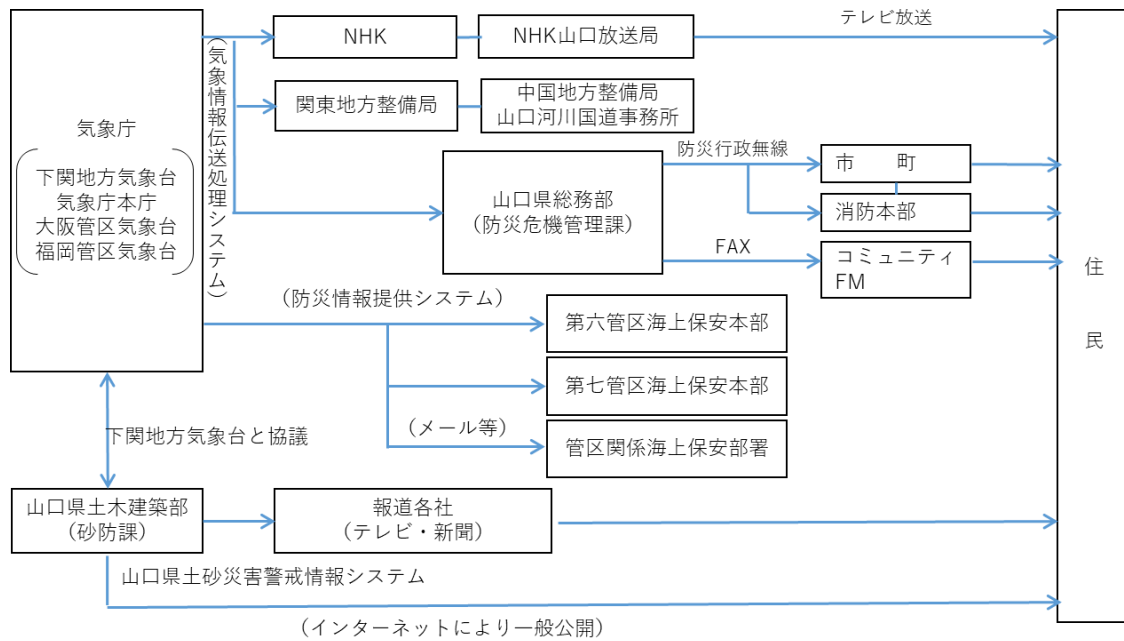 テレビ放送
NHK
NHK山口放送局
関東地方整備局
中国地方整備局
山口河川国道事務所
気象庁
下関地方気象台
気象庁本庁
大阪管区気象台
福岡管区気象台
(気象情報伝送処理システム)
山口県総務部
(防災危機管理課)
防災行政無線
市　　町
消防本部
FAX
コミュニティ
FM
住
民
(防災情報提供システム)
第六管区海上保安本部
第七管区海上保安本部
(メール等)
管区関係海上保安部署
下関地方気象台と協議
山口県土木建築部
(砂防課)
報道各社
(テレビ・新聞)
山口県土砂災害警戒情報システム
(インターネットにより一般公開)